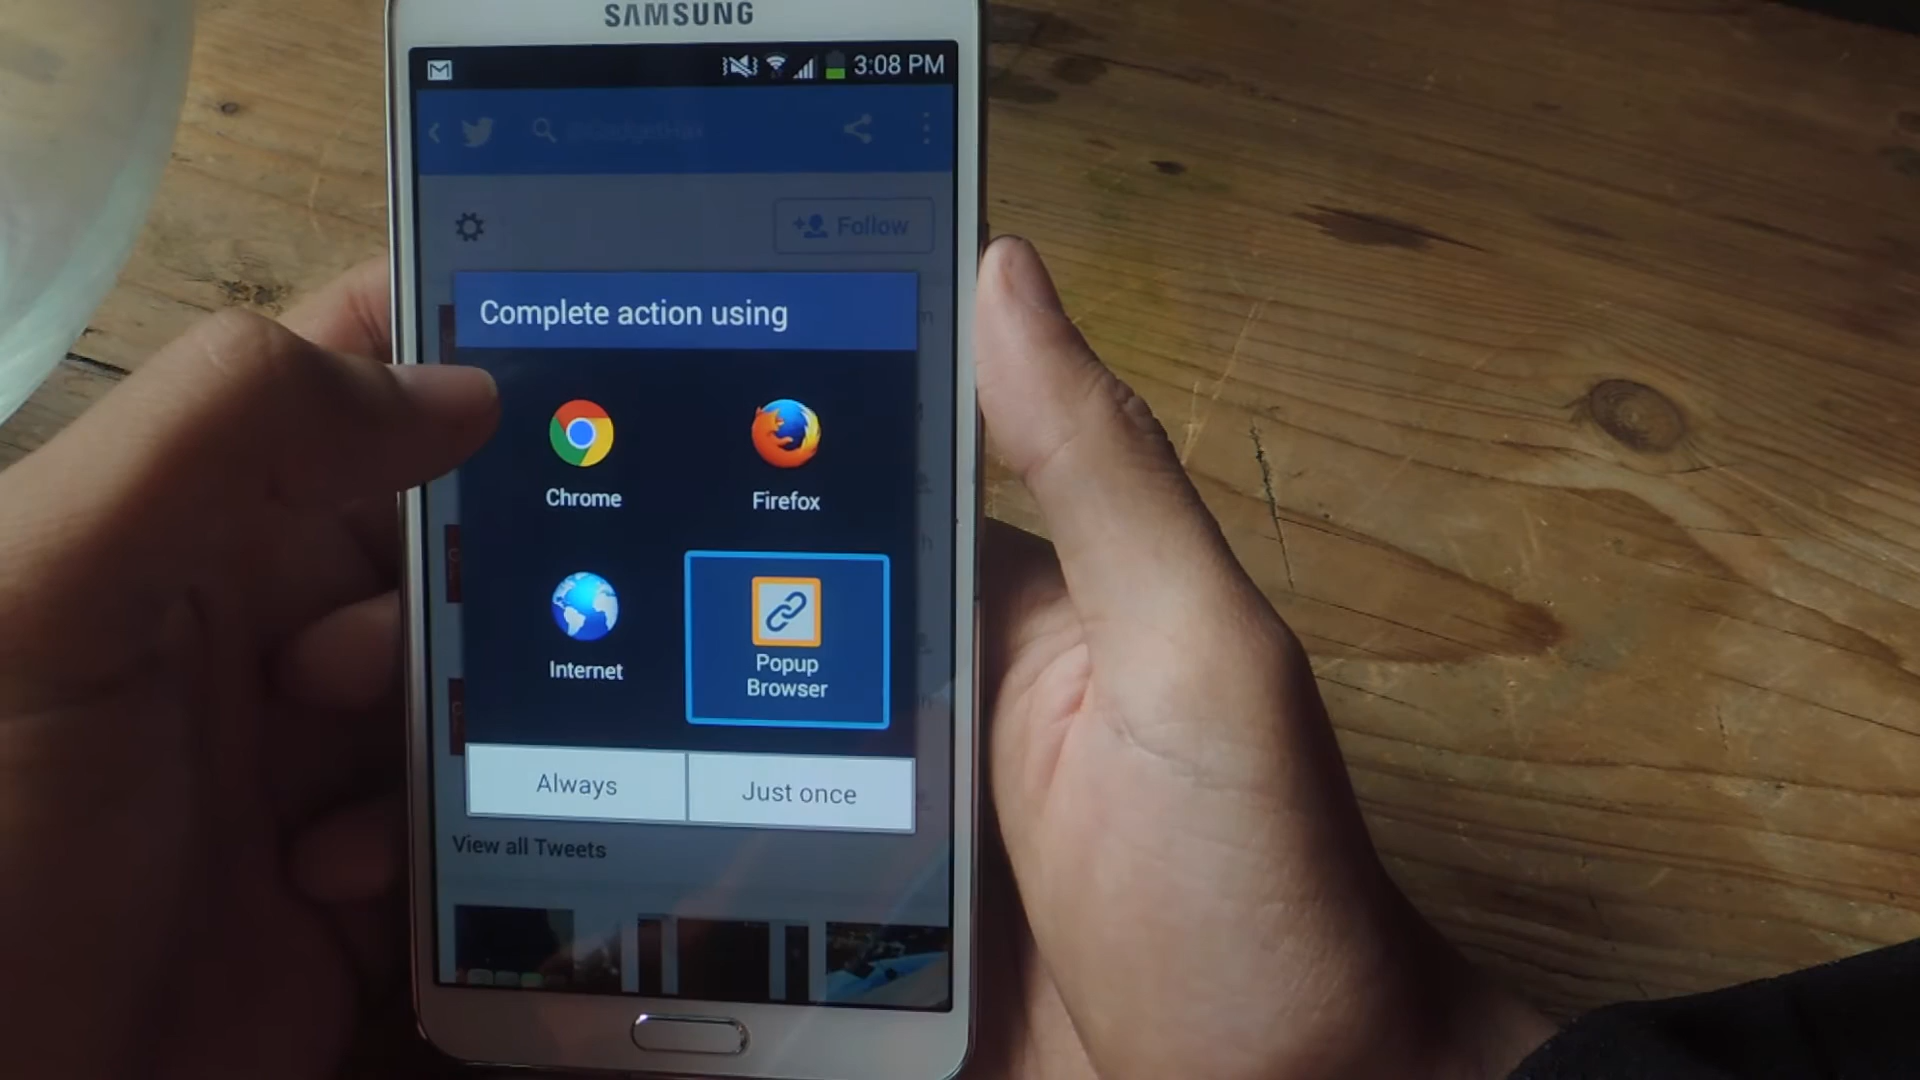 SAMSUNG
3:08 PM
Follow
Complete action using
Chrome
Firefox
Internet
Popup
Browser
Always
Just once
View all Tweets